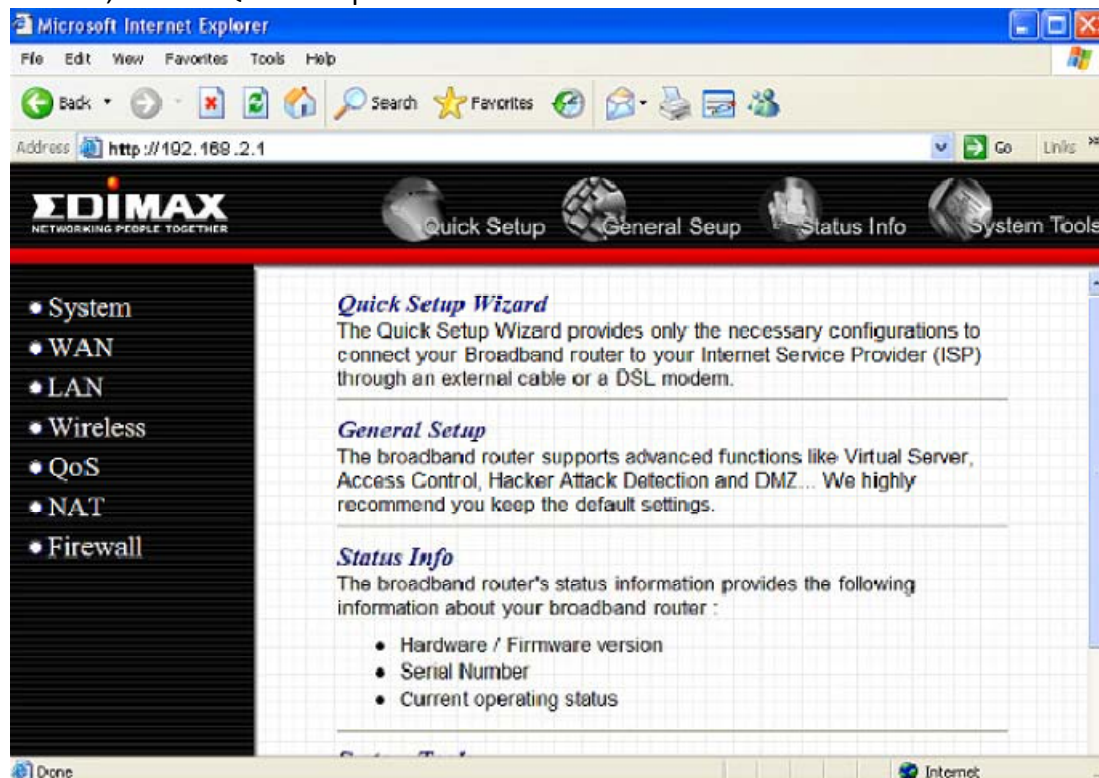 Microsoft Internet Explorer
File Edit View Favorites Tools Help
Back Search Favorites
Address http://192.168.2.1 Go Links »
EDIMAX
NETWORKING PEOPLE TOGETHER
Quick Setup General Seup Status Info System Tools
System
WAN
LAN
Wireless
QoS
NAT
Firewall
Quick Setup Wizard
The Quick Setup Wizard provides only the necessary configurations to
connect your Broadband router to your Internet Service Provider (ISP)
through an external cable or a DSL modem.
General Setup
The broadband router supports advanced functions like Virtual Server,
Access Control, Hacker Attack Detection and DMZ... We highly
recommend you keep the default settings.
Status Info
The broadband router's status information provides the following
information about your broadband router :
Hardware / Firmware version
Serial Number
Current operating status
Done Internet